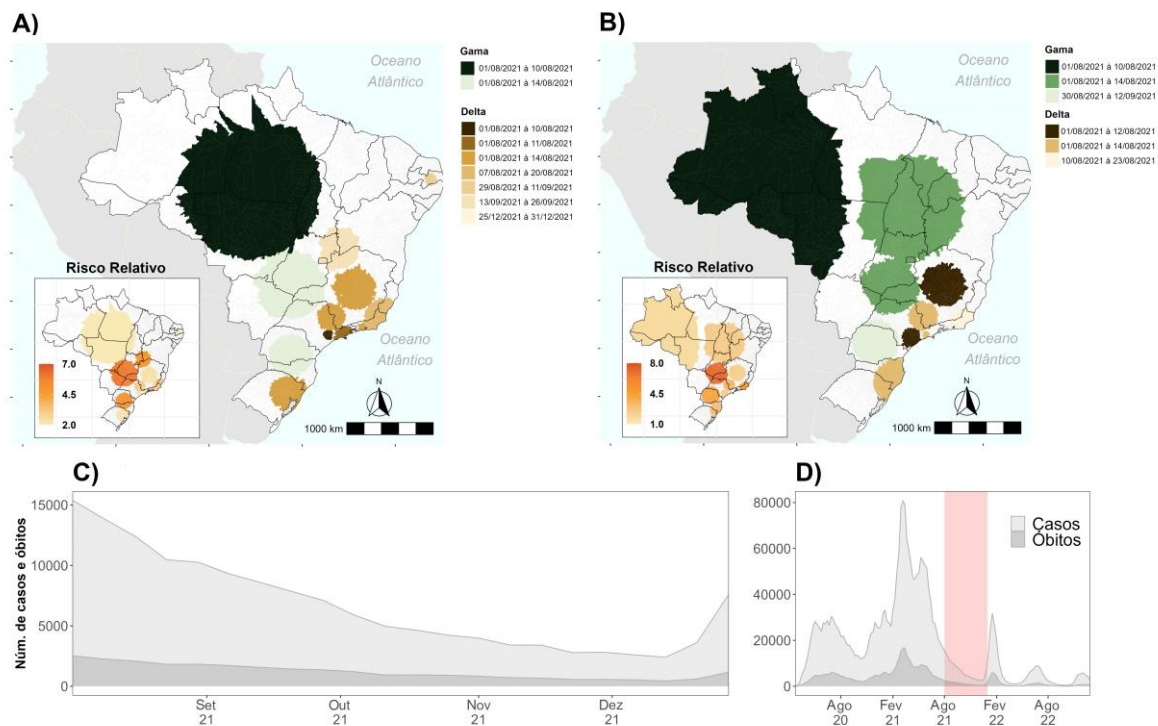 A)
Oceano
Atlântico
Gama
01/08/2021 à 10/08/2021
01/08/2021 à 14/08/2021
Delta
01/08/2021 à 10/08/2021
01/08/2021 à 11/08/2021
01/08/2021 à 14/08/2021
07/08/2021 à 20/08/2021
29/08/2021 à 11/09/2021
13/09/2021 à 26/09/2021
25/12/2021 à 31/12/2021
Risco Relativo
7.0
4.5
2.0
Oceano
Atlântico
N
1000 km
B)
Oceano
Atlântico
Gama
01/08/2021 à 10/08/2021
01/08/2021 à 14/08/2021
30/08/2021 à 12/09/2021
Delta
01/08/2021 à 12/08/2021
01/08/2021 à 14/08/2021
10/08/2021 à 23/08/2021
Risco Relativo
8.0
4.5
1.0
Oceano
Atlântico
N
1000 km
C)
Núm. de casos e óbitos
15000
10000
5000
0
Set
21
Out
21
Nov
21
Dez
21
D)
80000
60000
40000
20000
0
Casos
Óbitos
Ago
20
Fev
21
Ago
21
Fev
22
Ago
22